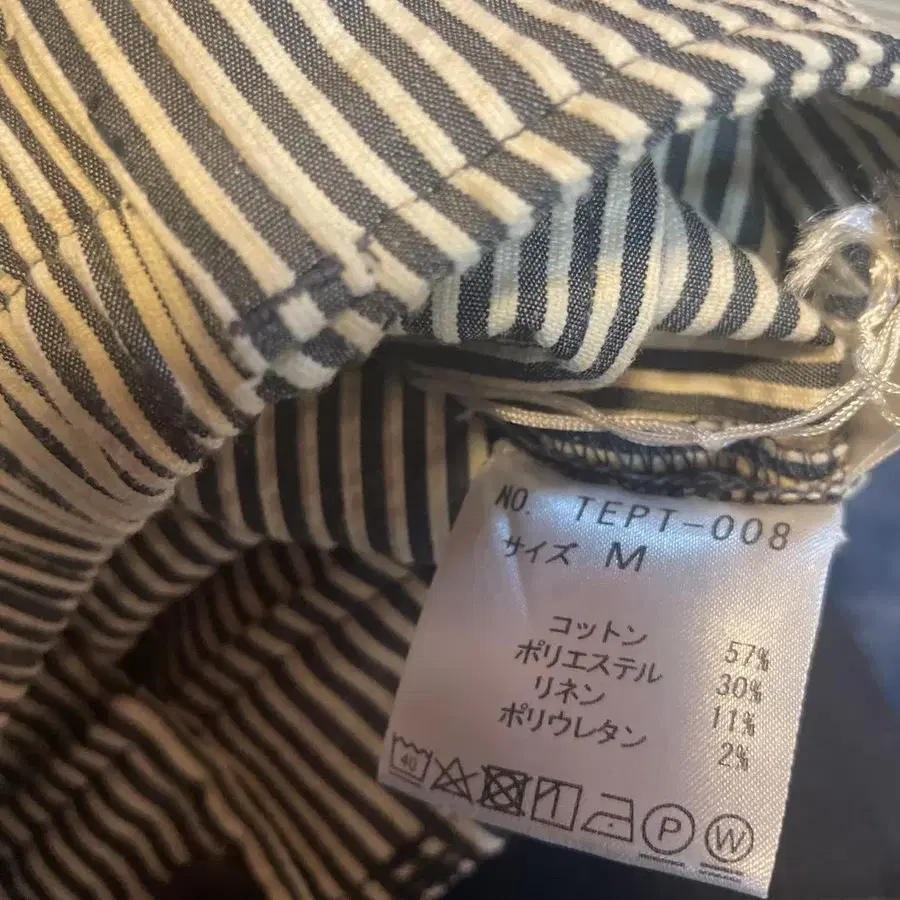 NO. TEPT-008
サイズ M
コットン 57%
ポリエステル 30%
リネン 11%
ポリウレタン 2%
40 P W